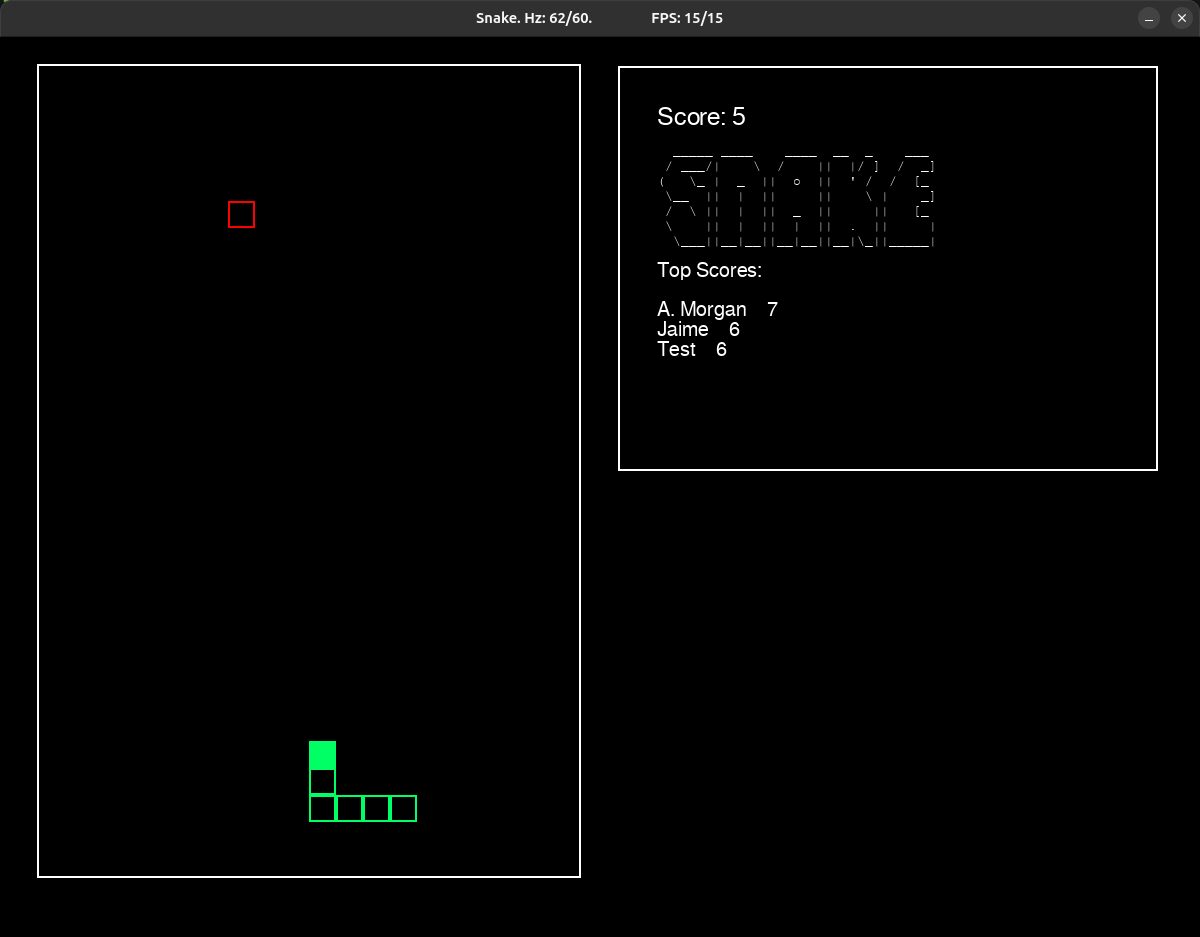 Snake. Hz: 62/60. FPS: 15/15
Score: 5
SNAKE
Top Scores:
A. Morgan 7
Jaime 6
Test 6